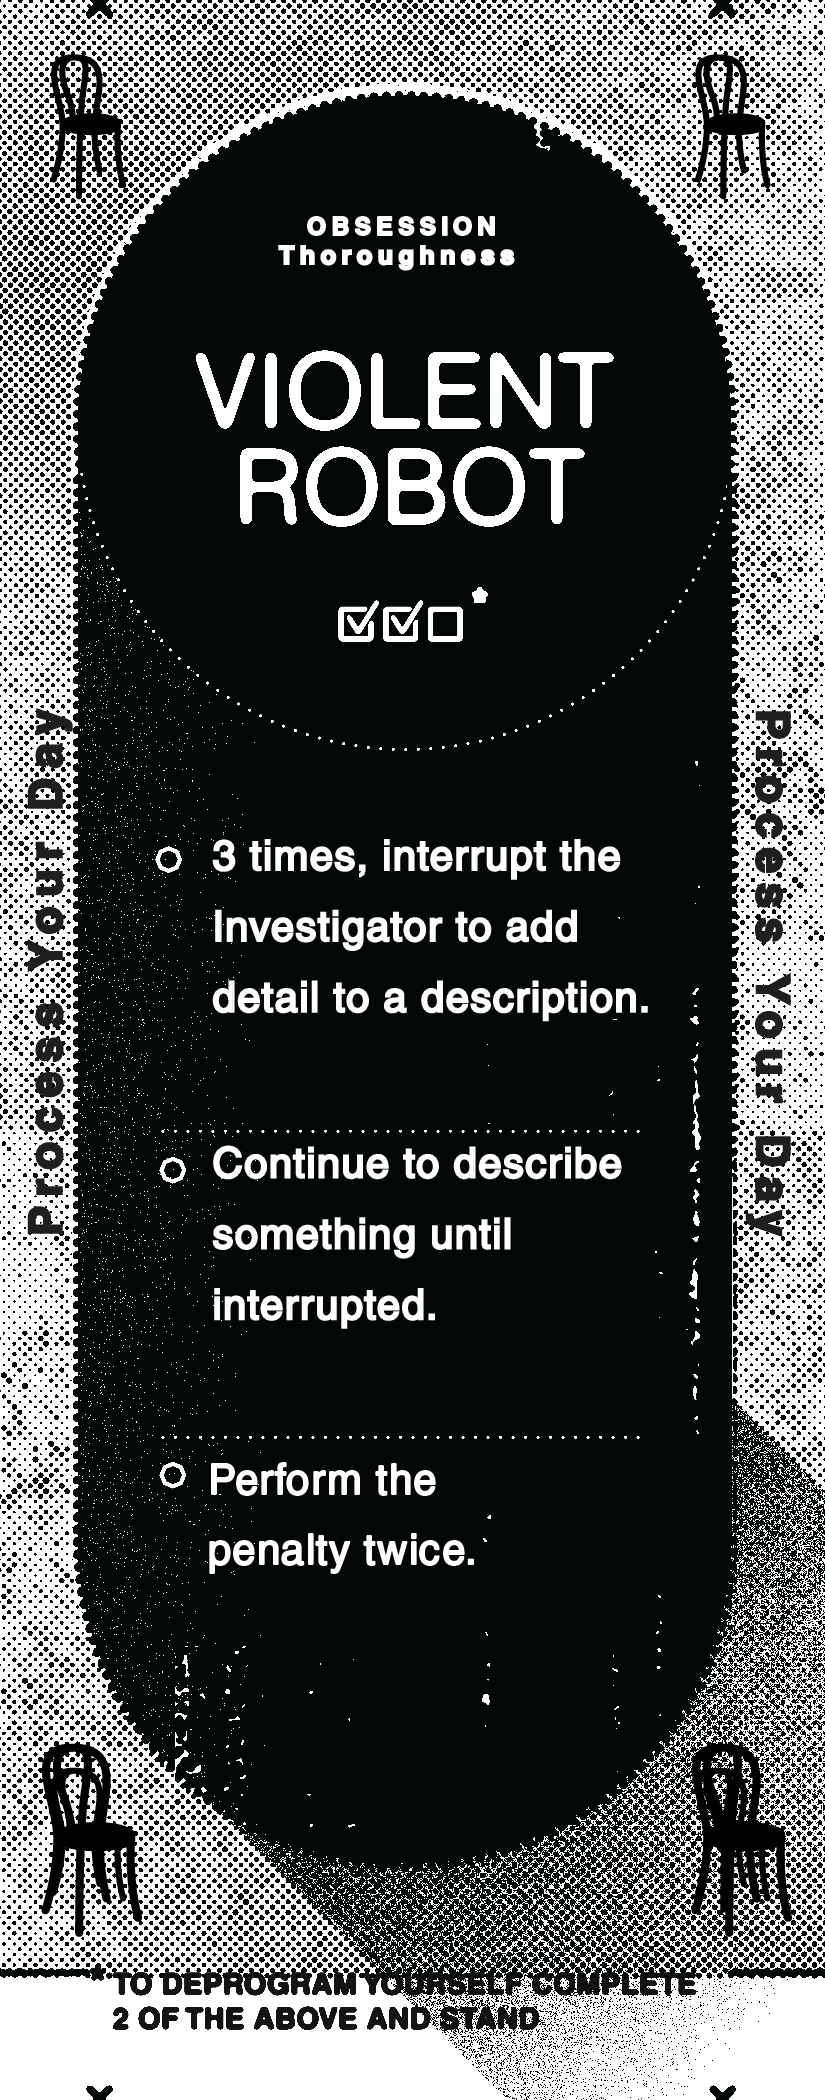 OBSESSION
Thoroughness
VIOLENT
ROBOT
☑☑☐*
Process Your Day
Process Your Day
3 times, interrupt the
Investigator to add
detail to a description.
Continue to describe
something until
interrupted.
Perform the
penalty twice.
*TO DEPROGRAM YOURSELF COMPLETE
2 OF THE ABOVE AND STAND